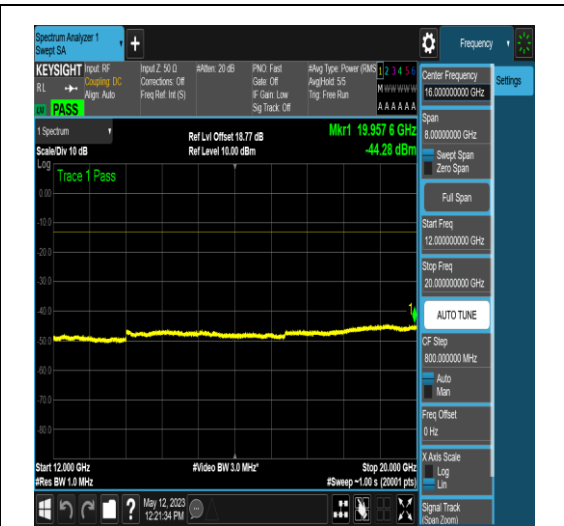 Spectrum Analyzer 1
Swept SA
+
Frequency
KEYSIGHT
RL
PASS
Input: RF
Coupling: DC
Align: Auto
Input Z: 50 Ω
Corrections: Off
Freq Ref: Int (S)
#Atten: 20 dB
PNO: Fast
Gate: Off
IF Gain: Low
Sig Track: Off
#Avg Type: Power (RMS
Avg|Hold: 5/5
Trig: Free Run
1 2 3 4 5 6
M W W W W W
A A A A A A
1 Spectrum
Scale/Div 10 dB
Ref Lvl Offset 18.77 dB
Ref Level 10.00 dBm
Mkr1 19.957 6 GHz
-44.28 dBm
Log
Trace 1 Pass
0.00
-10.0
-20.0
-30.0
-40.0
-50.0
-60.0
-70.0
-80.0
1
Start 12.000 GHz
#Res BW 1.0 MHz
#Video BW 3.0 MHz*
Stop 20.000 GHz
#Sweep ~1.00 s (20001 pts)
?
May 12, 2023
12:21:34 PM
Center Frequency
16.000000000 GHz
Settings
Span
8.00000000 GHz
Swept Span
Zero Span
Full Span
Start Freq
12.000000000 GHz
Stop Freq
20.000000000 GHz
AUTO TUNE
CF Step
800.000000 MHz
Auto
Man
Freq Offset
0 Hz
X Axis Scale
Log
Lin
Signal Track
(Span Zoom)